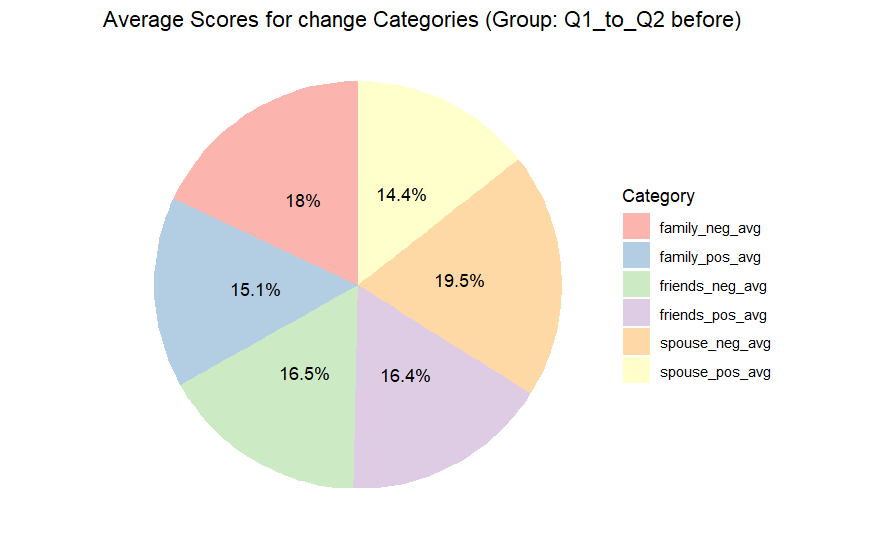 Average Scores for change Categories (Group: Q1_to_Q2 before)
14.4%
18%
19.5%
15.1%
16.5%
16.4%
Category
family_neg_avg
family_pos_avg
friends_neg_avg
friends_pos_avg
spouse_neg_avg
spouse_pos_avg